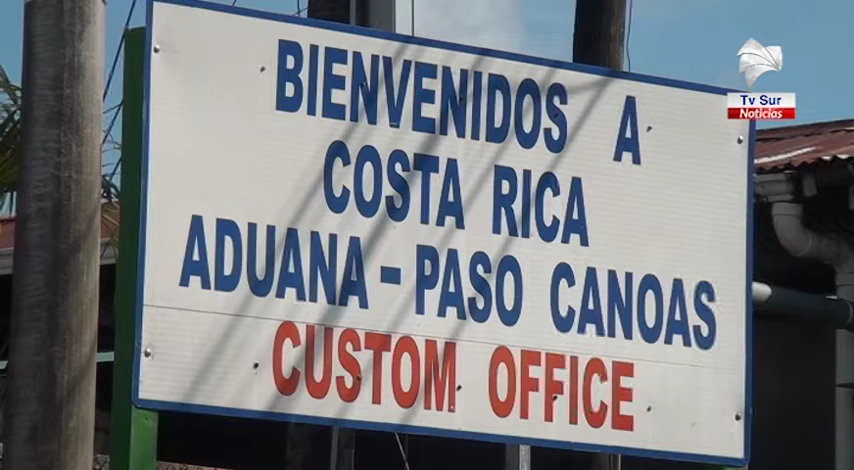 BIENVENIDOS A
COSTA RICA
ADUANA – PASO CANOAS
CUSTOM OFFICE
Tv Sur
Noticias